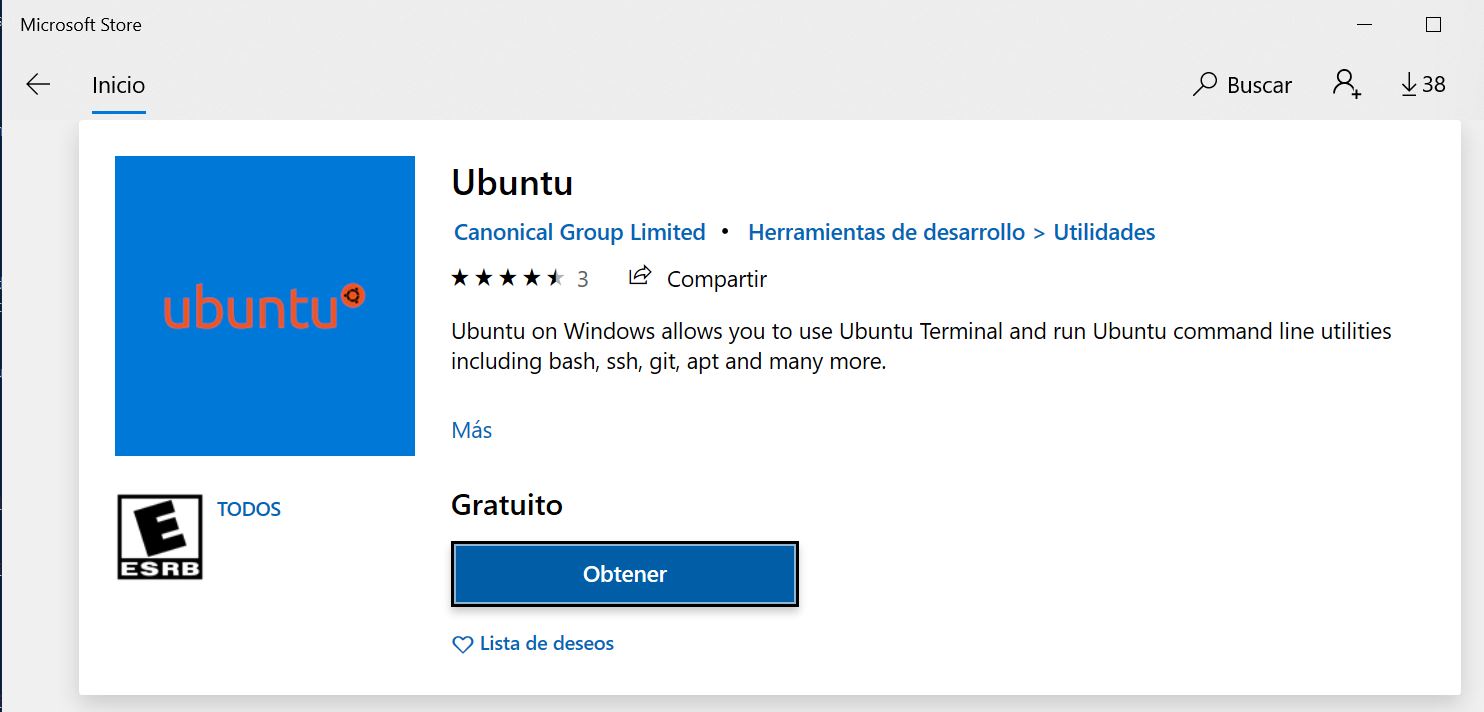 Microsoft Store
Inicio
Buscar
38
ubuntu
Ubuntu
Canonical Group Limited • Herramientas de desarrollo > Utilidades
3
Compartir
Ubuntu on Windows allows you to use Ubuntu Terminal and run Ubuntu command line utilities
including bash, ssh, git, apt and many more.
Más
E
ESRB
TODOS
Gratuito
Obtener
Lista de deseos